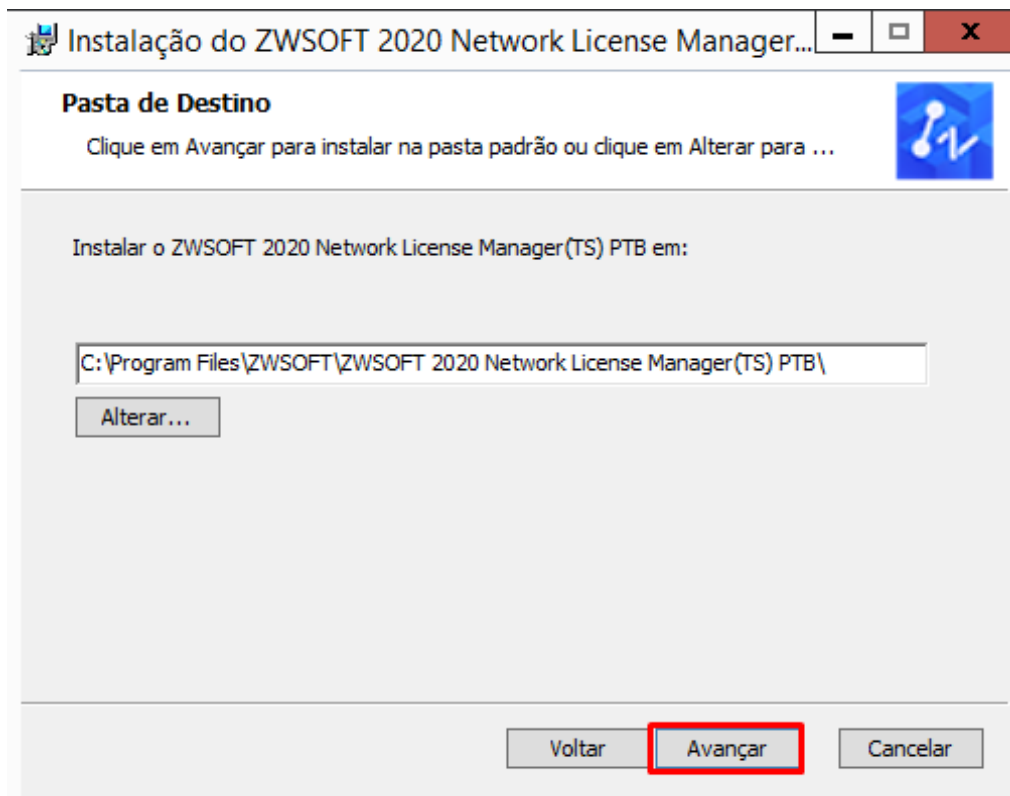 Instalação do ZWSOFT 2020 Network License Manager...
Pasta de Destino
Clique em Avançar para instalar na pasta padrão ou clique em Alterar para ...
Instalar o ZWSOFT 2020 Network License Manager(TS) PTB em:
C:\Program Files\ZWSOFT\ZWSOFT 2020 Network License Manager(TS) PTB\
Alterar...
Voltar Avançar Cancelar